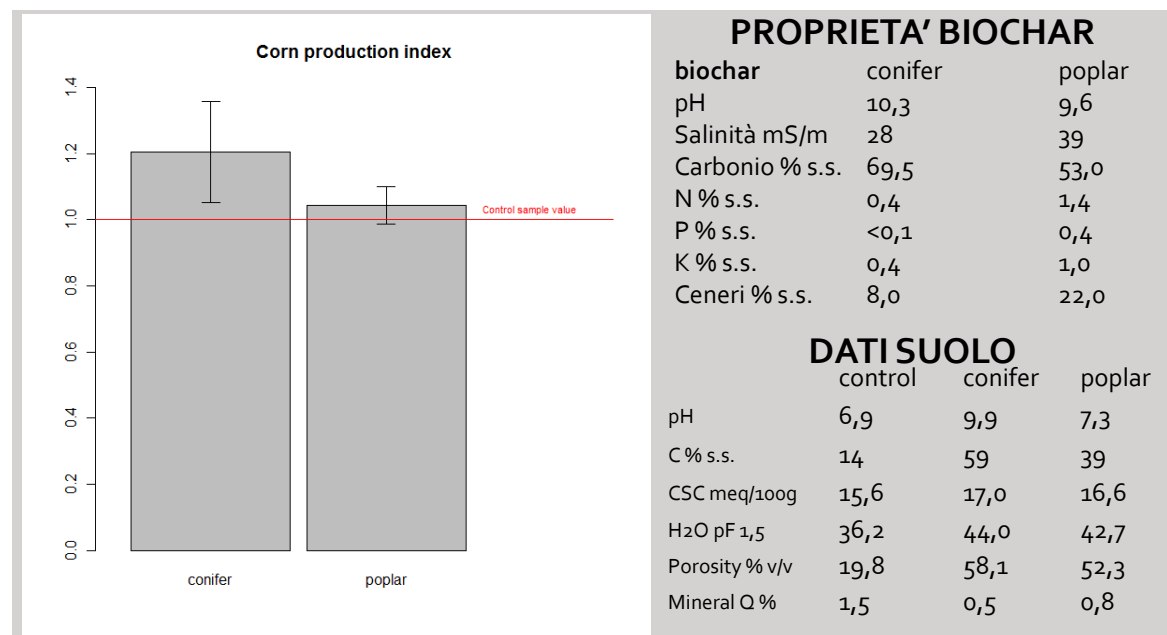 Corn production index
1.4
1.2
1.0
0.8
0.6
0.4
0.2
0.0
Control sample value
conifer poplar
PROPRIETA’ BIOCHAR
biochar conifer poplar
pH 10,3 9,6
Salinità mS/m 28 39
Carbonio % s.s. 69,5 53,0
N % s.s. 0,4 1,4
P % s.s. <0,1 0,4
K % s.s. 0,4 1,0
Ceneri % s.s. 8,0 22,0
DATI SUOLO
control conifer poplar
pH 6,9 9,9 7,3
C % s.s. 14 59 39
CSC meq/100g 15,6 17,0 16,6
H2O pF 1,5 36,2 44,0 42,7
Porosity % v/v 19,8 58,1 52,3
Mineral Q % 1,5 0,5 0,8